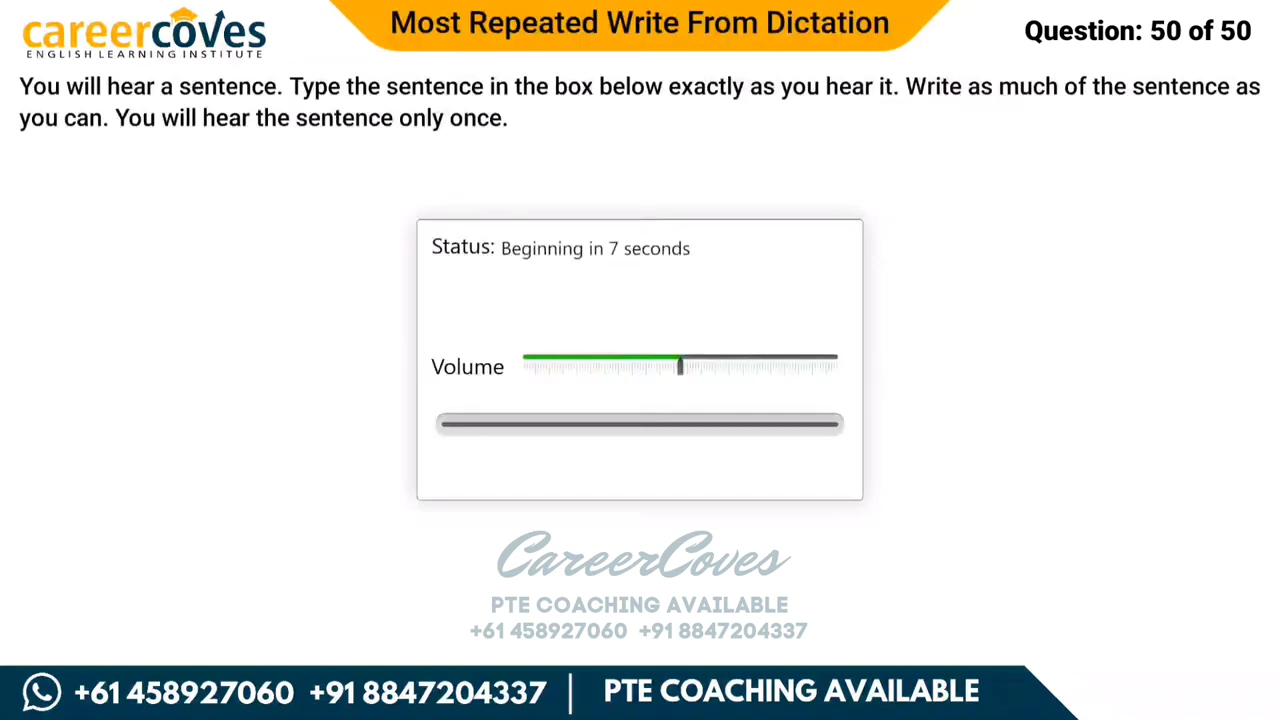 careercoves
ENGLISH LEARNING INSTITUTE
Most Repeated Write From Dictation
Question: 50 of 50
You will hear a sentence. Type the sentence in the box below exactly as you hear it. Write as much of the sentence as
you can. You will hear the sentence only once.
Status: Beginning in 7 seconds
Volume
CareerCoves
PTE COACHING AVAILABLE
+61 458927060 +91 8847204337
+61 458927060 +91 8847204337 | PTE COACHING AVAILABLE